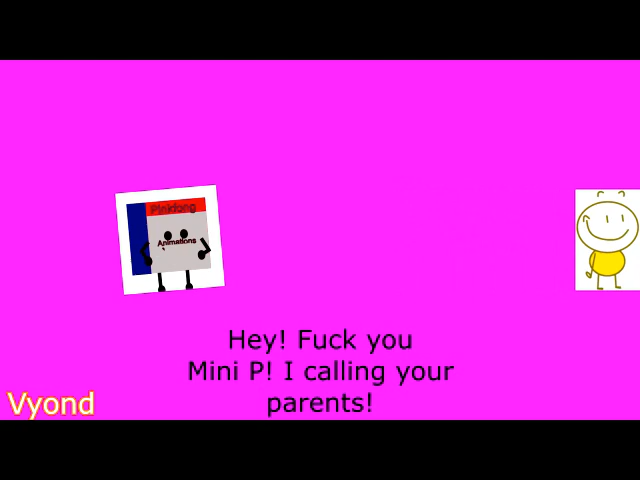 Pinkfong
Animations
Hey! Fuck you
Mini P! I calling your
parents!
Vyond